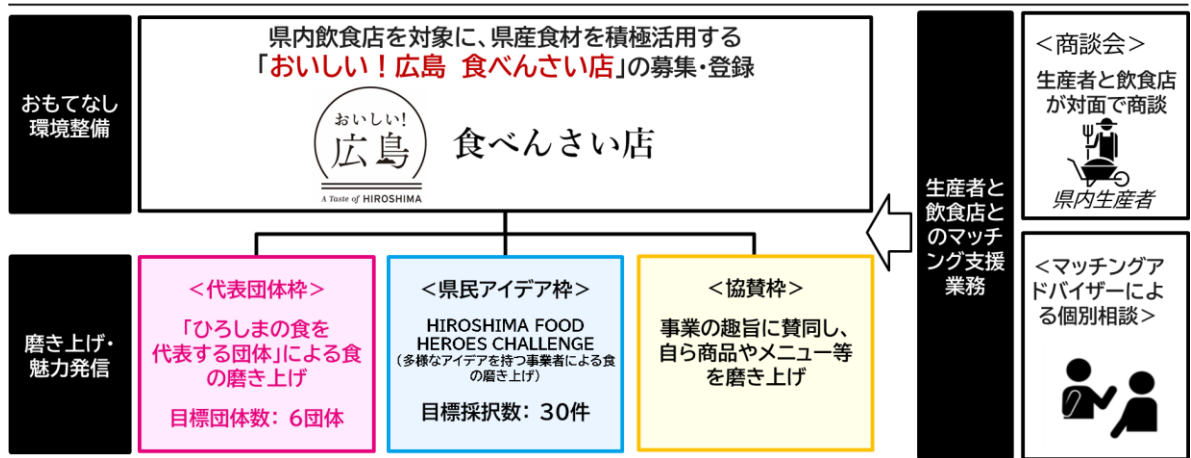 おもてなし
環境整備
県内飲食店を対象に、県産食材を積極活用する
「おいしい!広島 食べんさい店」の募集・登録
おいしい!
広島
A Taste of HIROSHIMA
食べんさい店
磨き上げ・
魅力発信
<代表団体枠>
「ひろしまの食を
代表する団体」による食
の磨き上げ
目標団体数: 6団体
<県民アイデア枠>
HIROSHIMA FOOD
HEROES CHALLENGE
(多様なアイデアを持つ事業者による食
の磨き上げ)
目標採択数: 30件
<協賛枠>
事業の趣旨に賛同し、
自ら商品やメニュー等
を磨き上げ
生産者と
飲食店と
のマッチ
ング支援
業務
<商談会>
生産者と飲食店
が対面で商談
県内生産者
<マッチングア
ドバイザーによ
る個別相談>